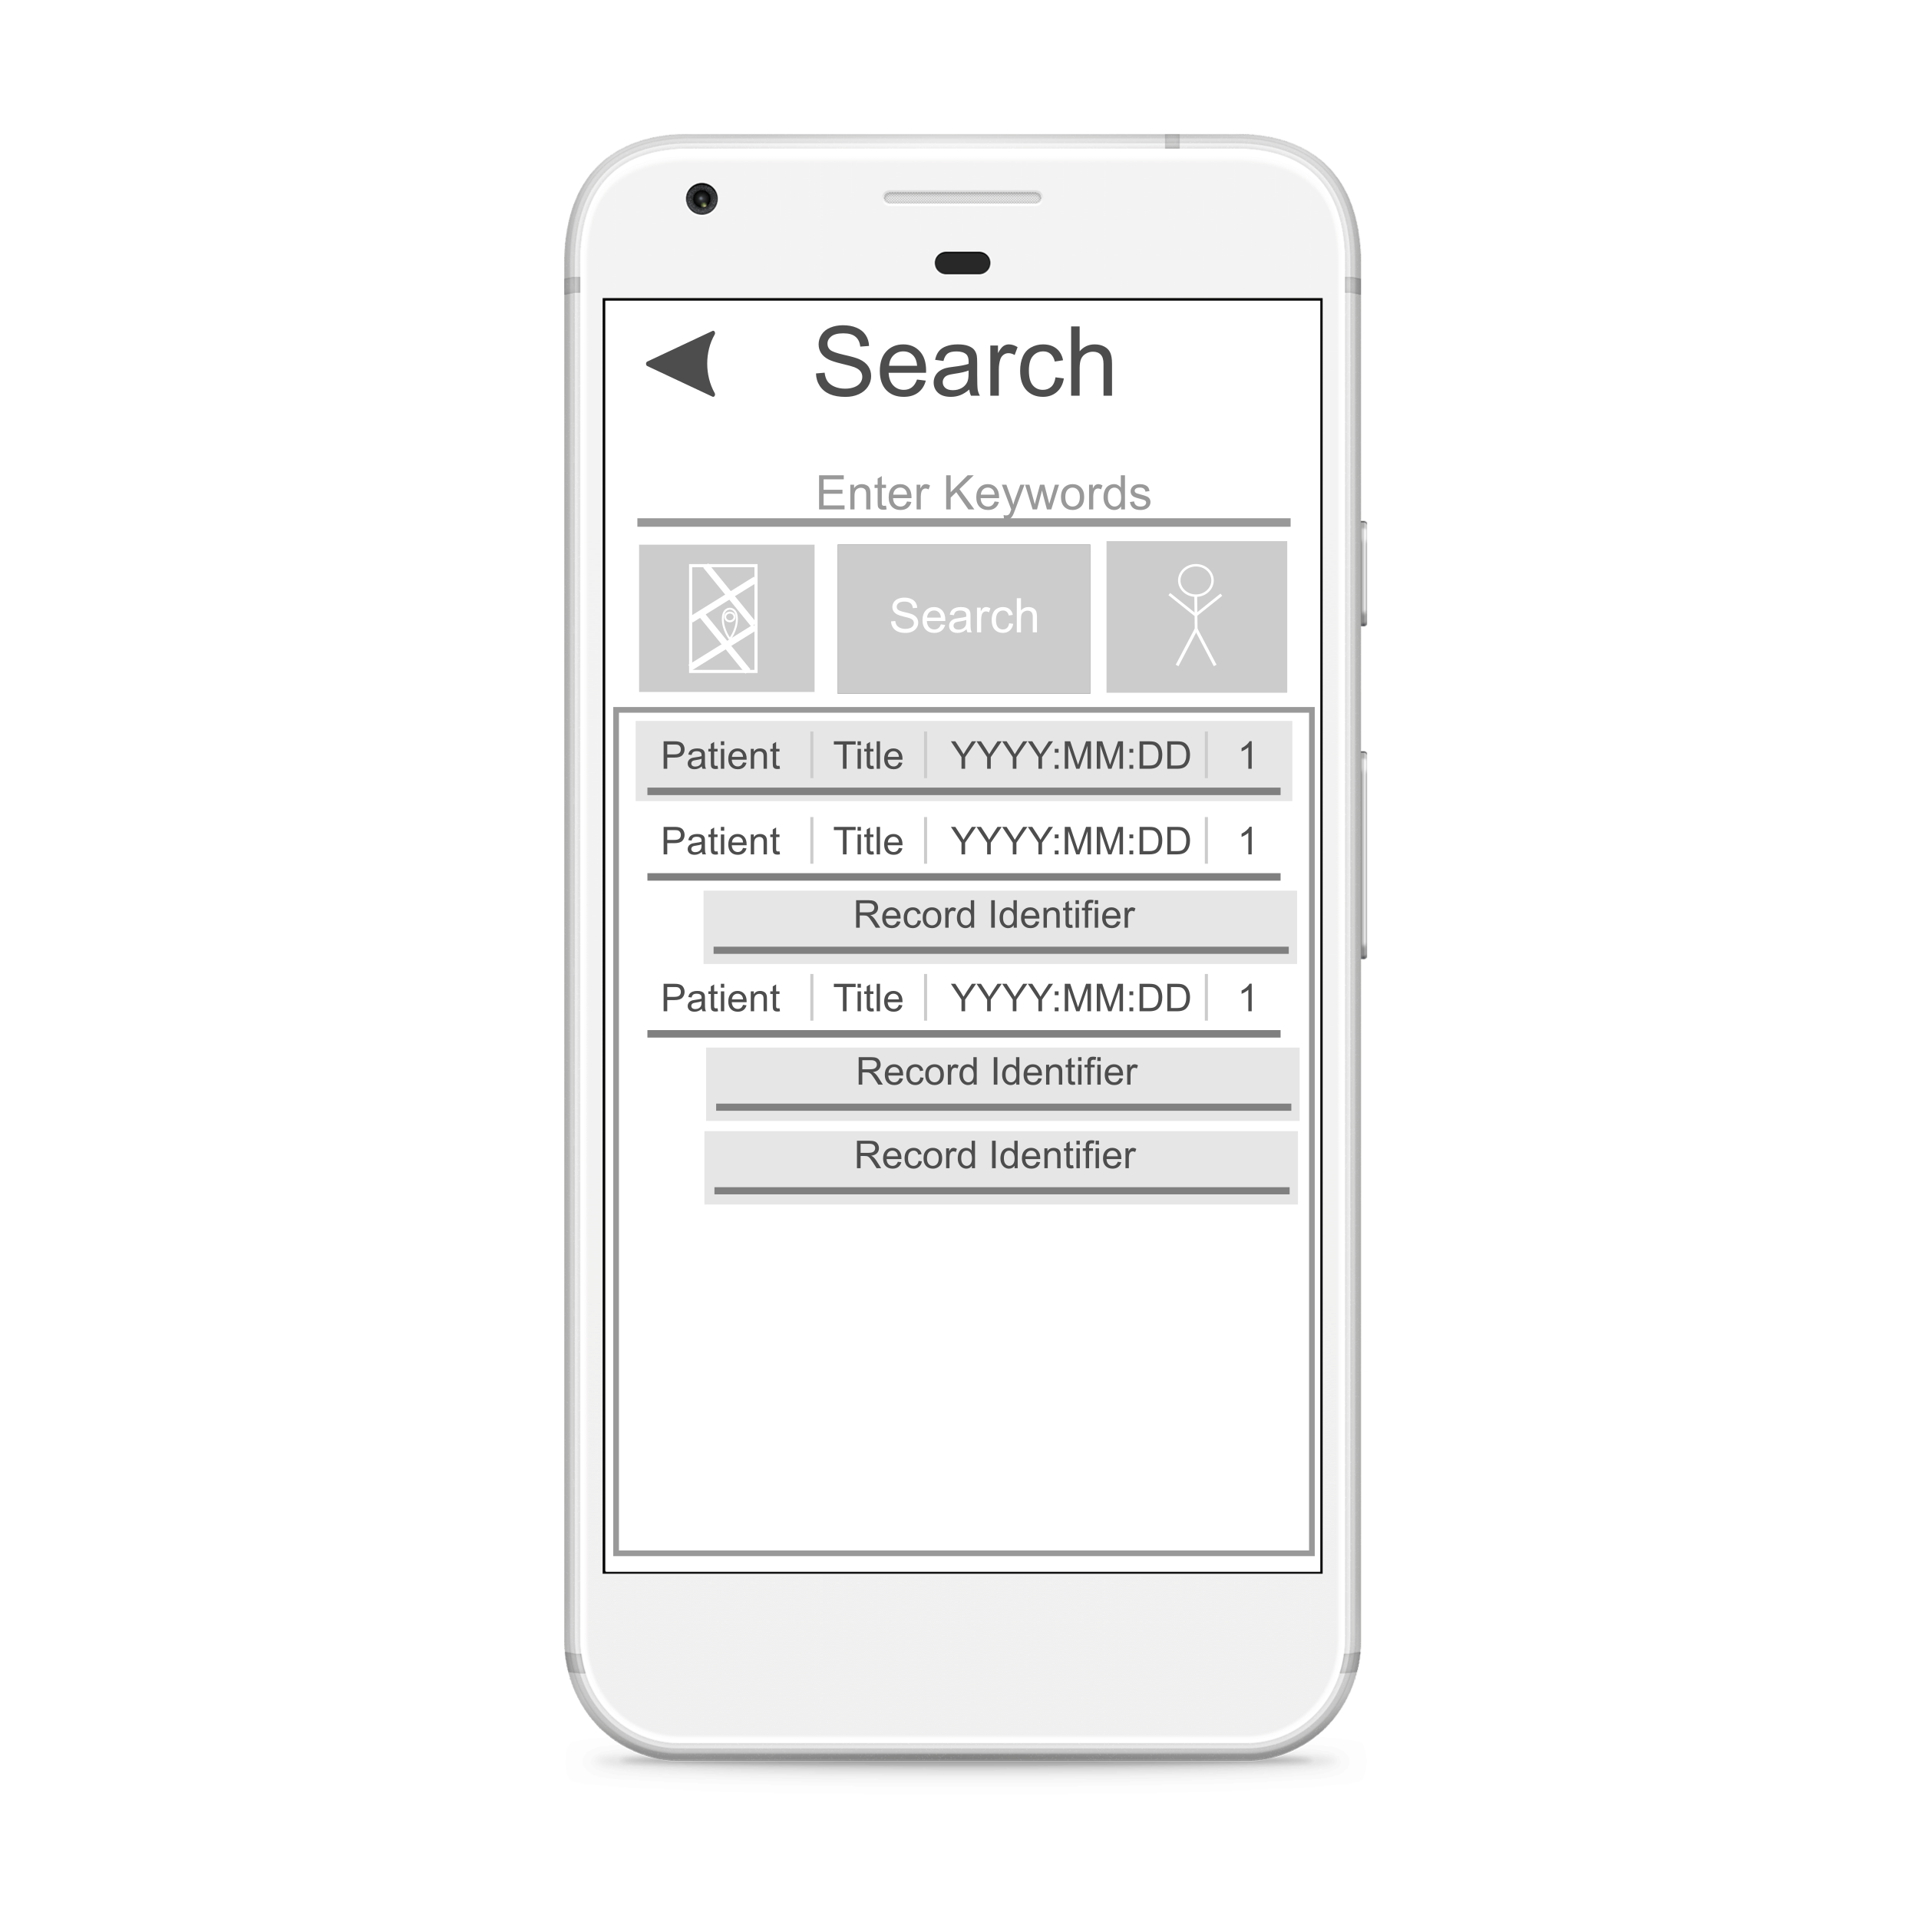 Search
Enter Keywords
Search
Patient Title YYYY:MM:DD 1
Patient Title YYYY:MM:DD 1
Record Identifier
Patient Title YYYY:MM:DD 1
Record Identifier
Record Identifier